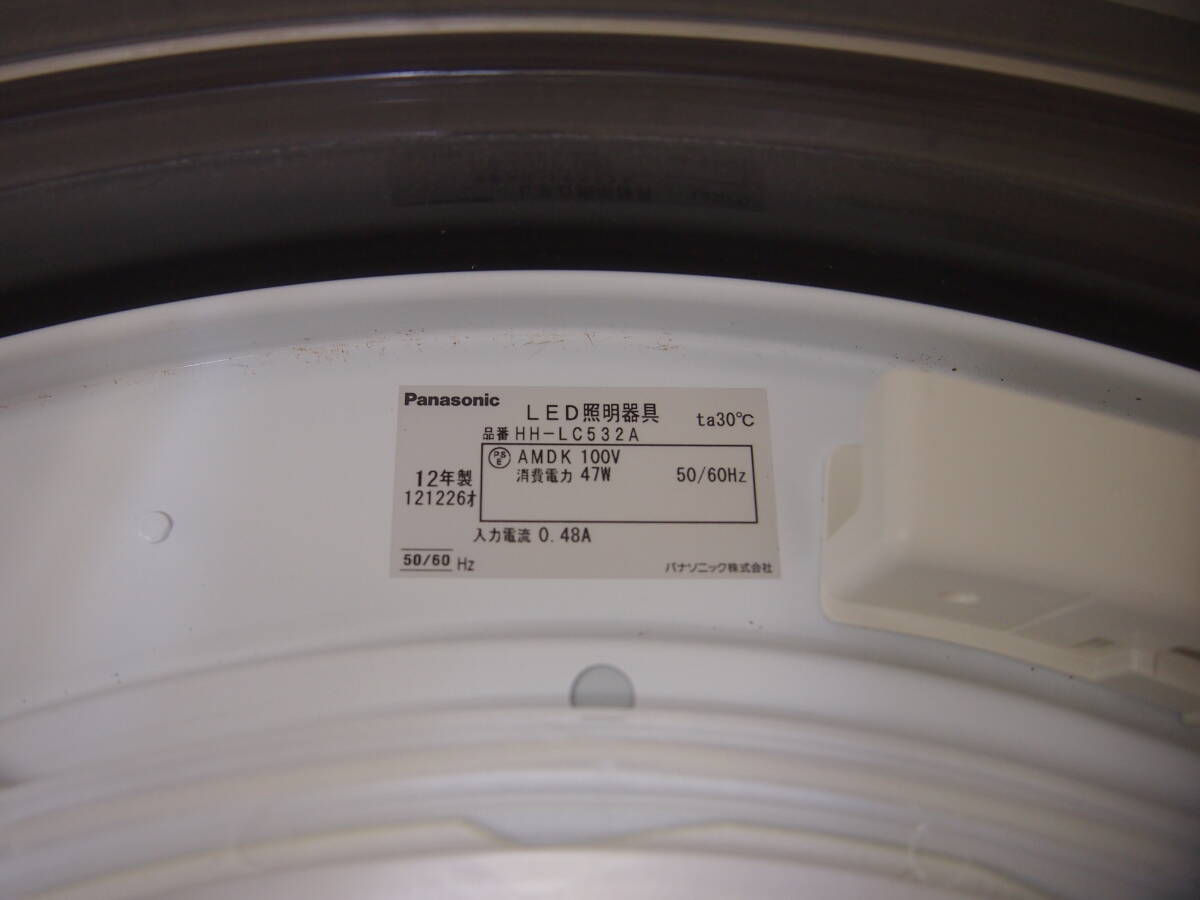 Panasonic
LED照明器具 ta30℃
品番 HH-LC532A
PSE AMDK 100V
消費電力 47W 50/60Hz
12年製
121226オ
入力電流 0.48A
50/60 Hz
パナソニック株式会社